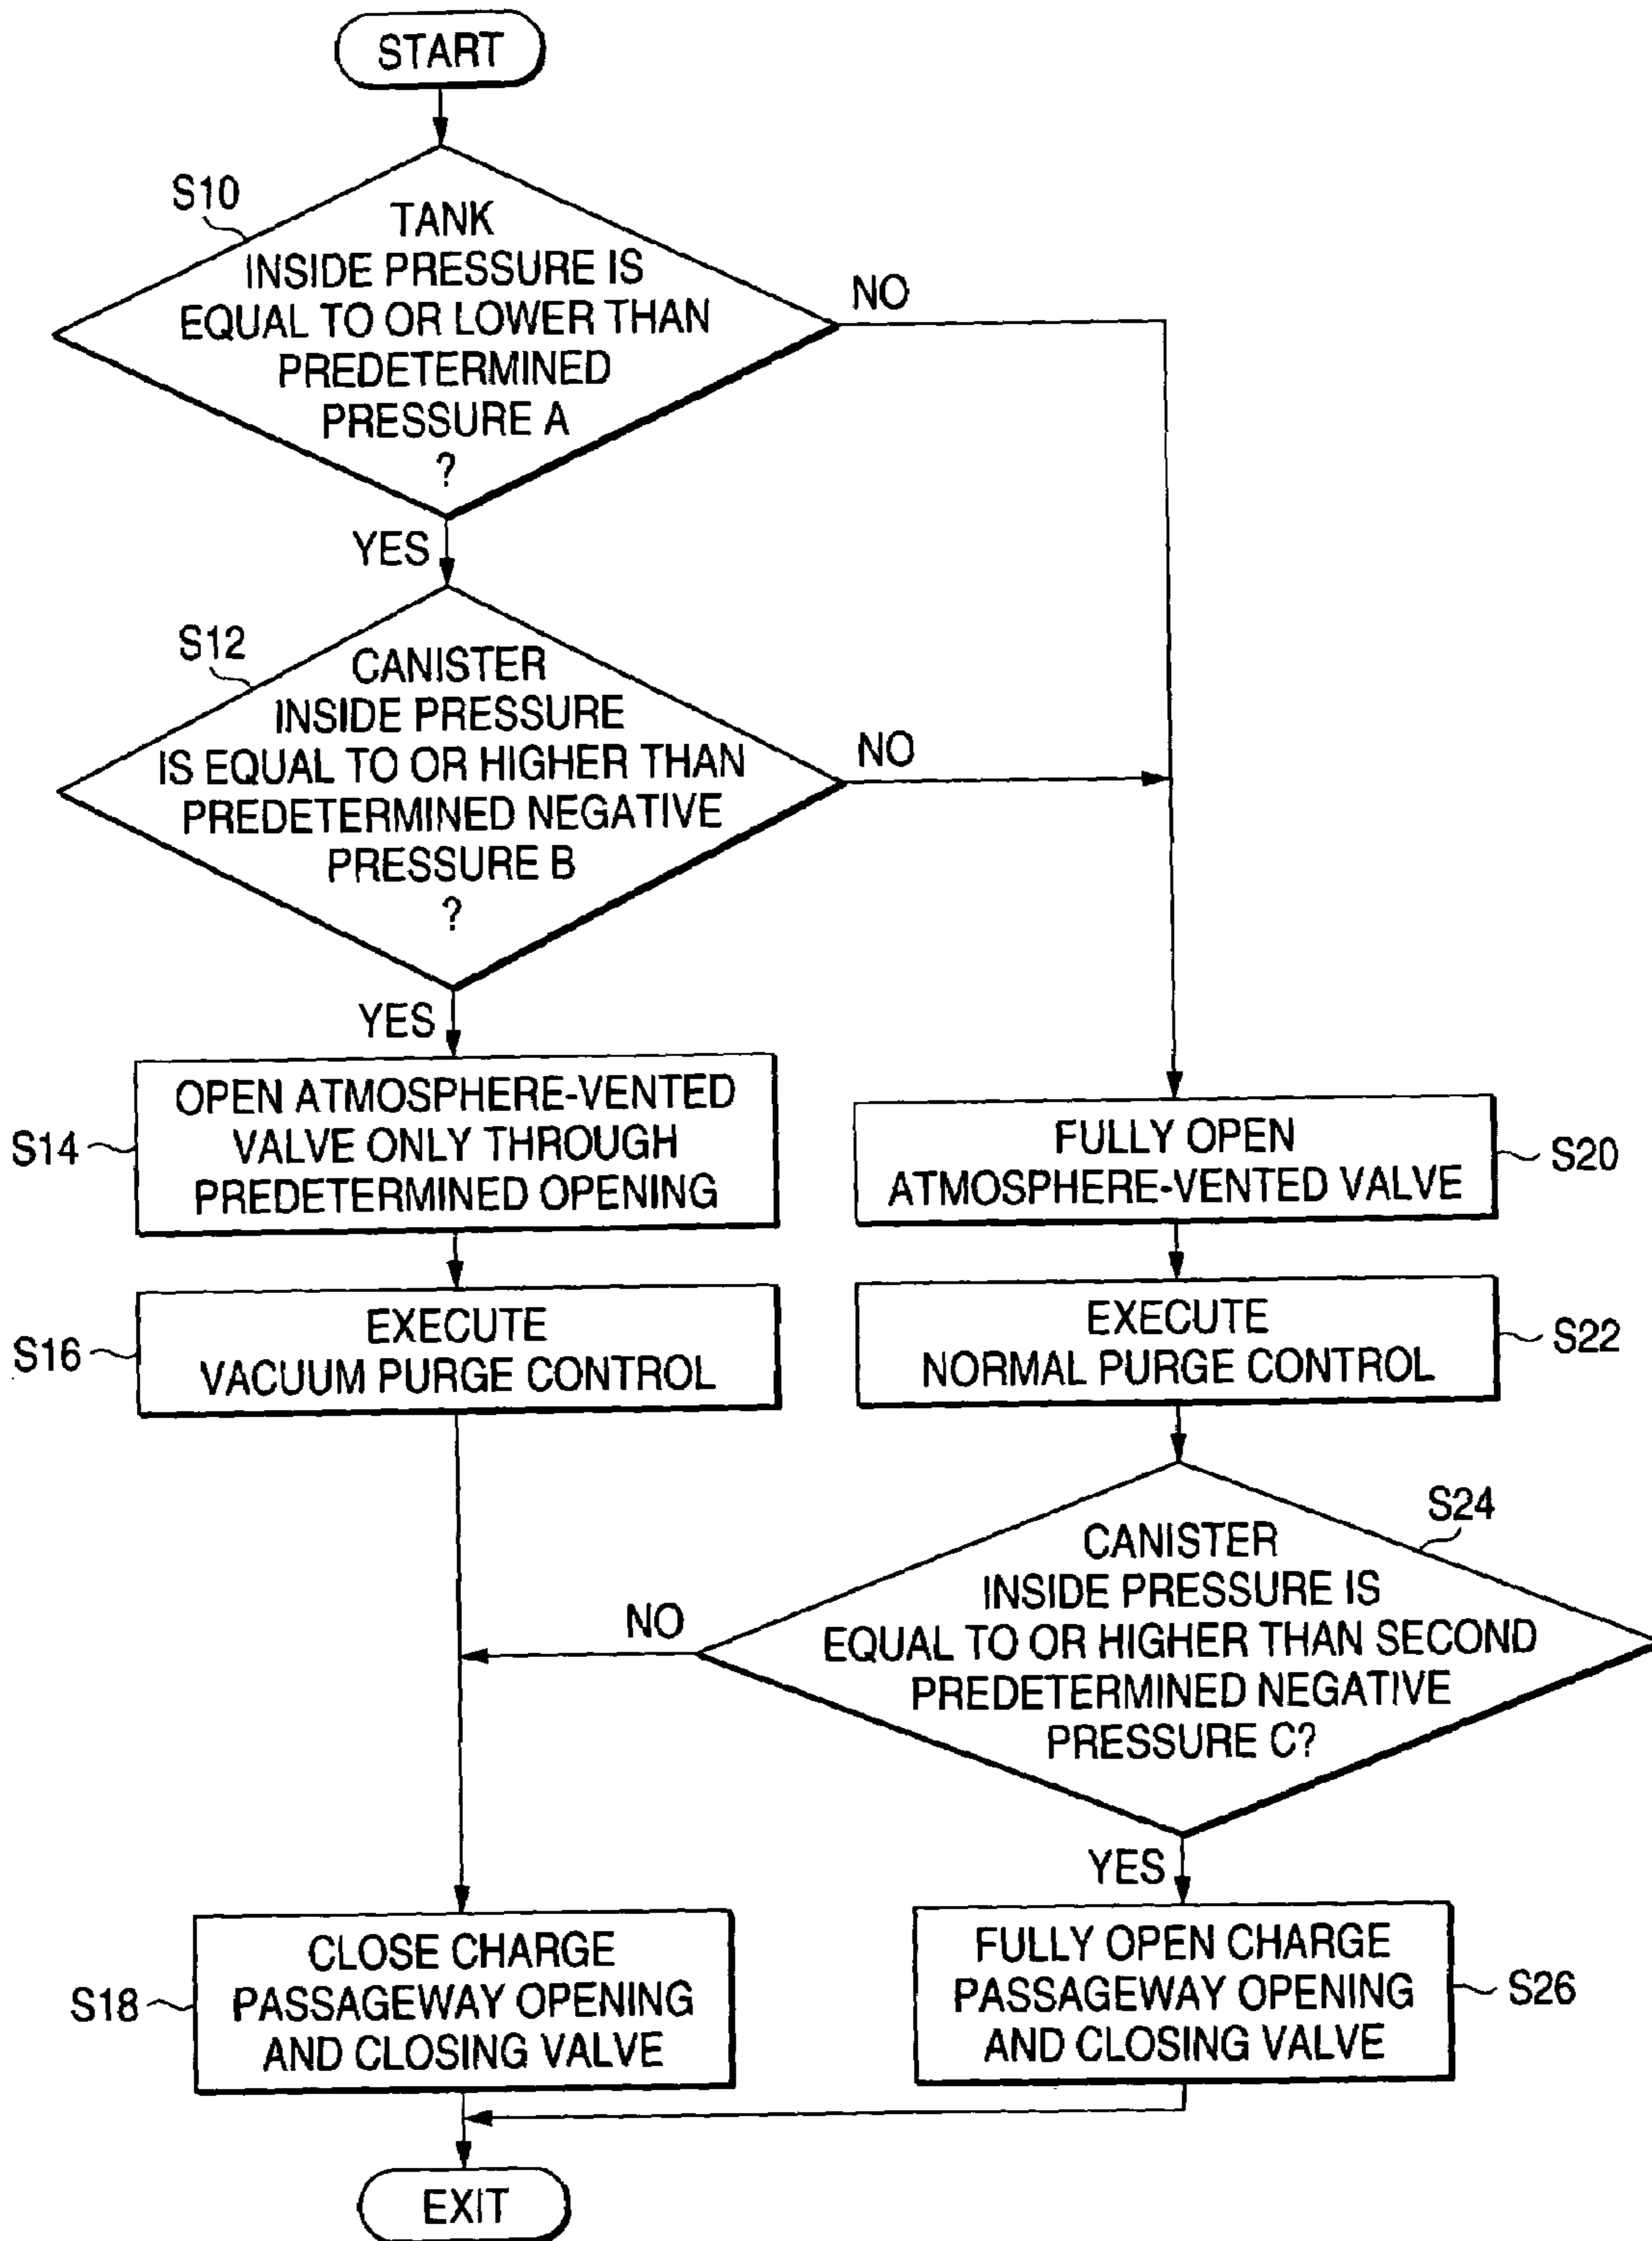 START
S10
TANK
INSIDE PRESSURE IS
EQUAL TO OR LOWER THAN
PREDETERMINED
PRESSURE A
?
NO
YES
S12
CANISTER
INSIDE PRESSURE
IS EQUAL TO OR HIGHER THAN
PREDETERMINED NEGATIVE
PRESSURE B
?
NO
YES
S14
OPEN ATMOSPHERE-VENTED
VALVE ONLY THROUGH
PREDETERMINED OPENING
FULLY OPEN
ATMOSPHERE-VENTED VALVE
S20
S16
EXECUTE
VACUUM PURGE CONTROL
EXECUTE
NORMAL PURGE CONTROL
S22
S24
CANISTER
INSIDE PRESSURE IS
EQUAL TO OR HIGHER THAN SECOND
PREDETERMINED NEGATIVE
PRESSURE C?
NO
YES
S18
CLOSE CHARGE
PASSAGEWAY OPENING
AND CLOSING VALVE
FULLY OPEN CHARGE
PASSAGEWAY OPENING
AND CLOSING VALVE
S26
EXIT